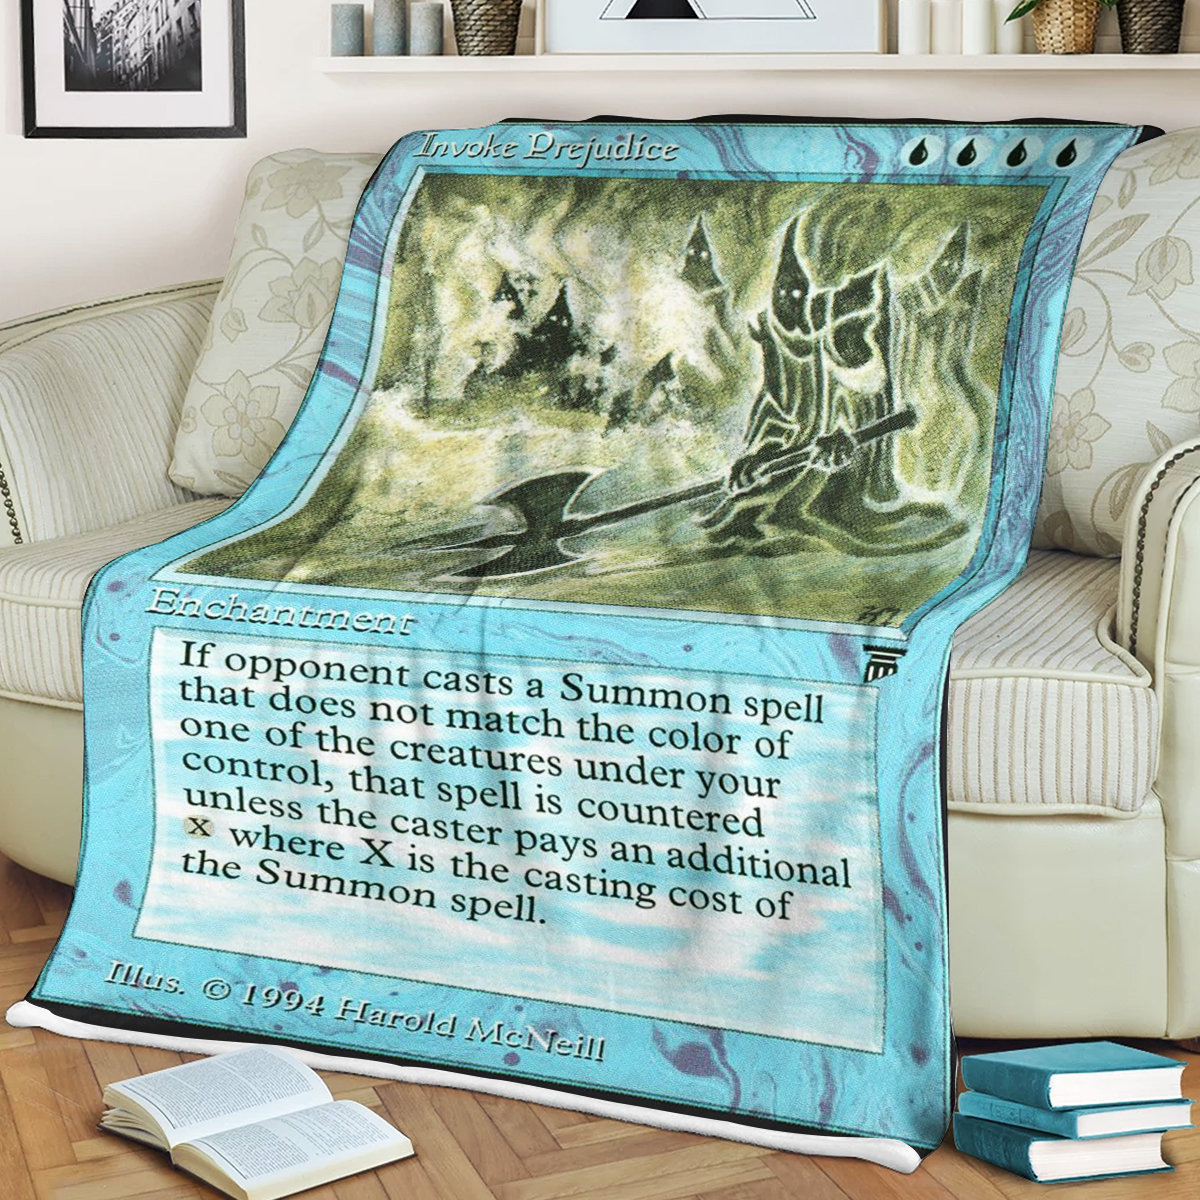 Invoke Prejudice
Enchantment
If opponent casts a Summon spell
that does not match the color of
one of the creatures under your
control, that spell is countered
unless the caster pays an additional
X where X is the casting cost of
the Summon spell.
Illus. © 1994 Harold McNeill